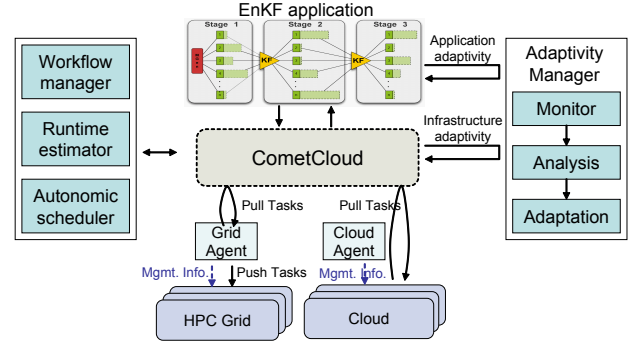 EnKF application
Stage 1
Stage 2
Stage 3
KF
KF
Workflow
manager
Runtime
estimator
Autonomic
scheduler
Application
adaptivity
Infrastructure
adaptivity
Adaptivity
Manager
Monitor
Analysis
Adaptation
CometCloud
Pull Tasks
Pull Tasks
Grid
Agent
Cloud
Agent
Mgmt. Info.
Push Tasks
Mgmt. Info.
HPC Grid
Cloud